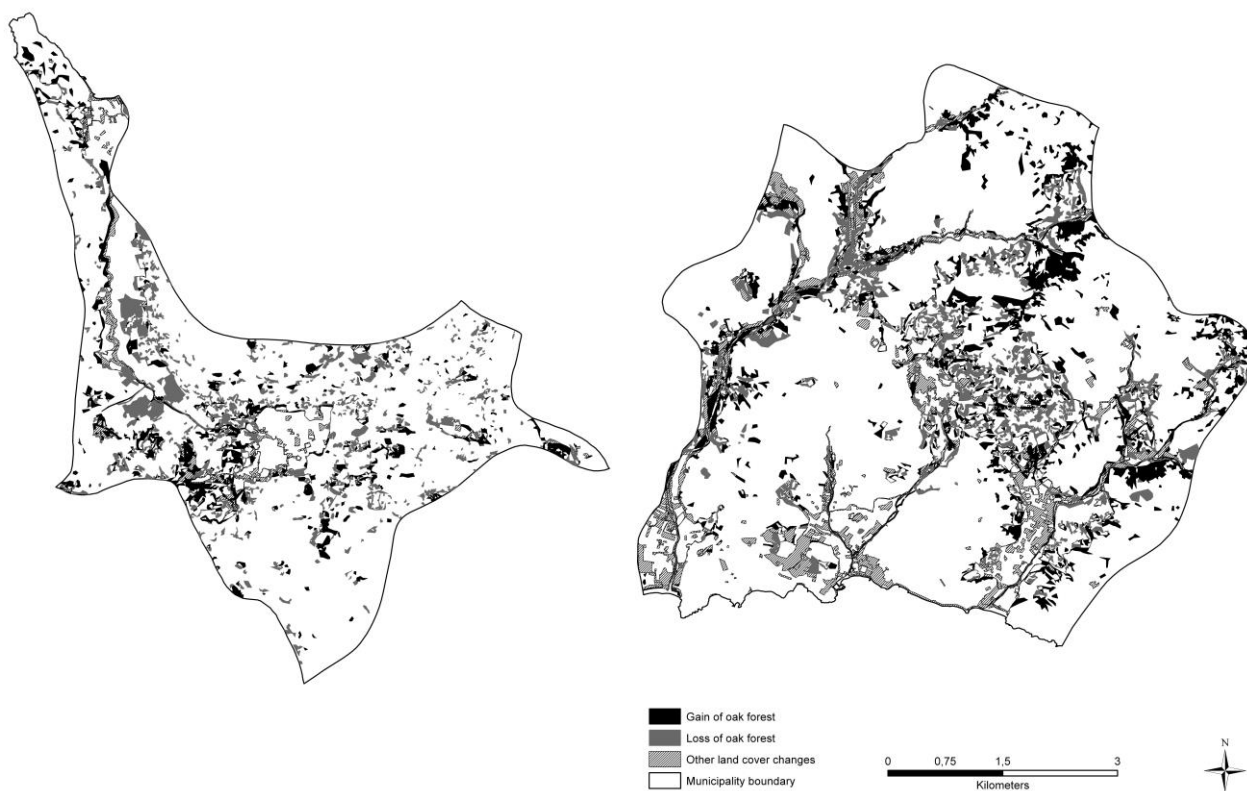 Gain of oak forest
Loss of oak forest
Other land cover changes
Municipality boundary
0 0,75 1,5 3
Kilometers
N